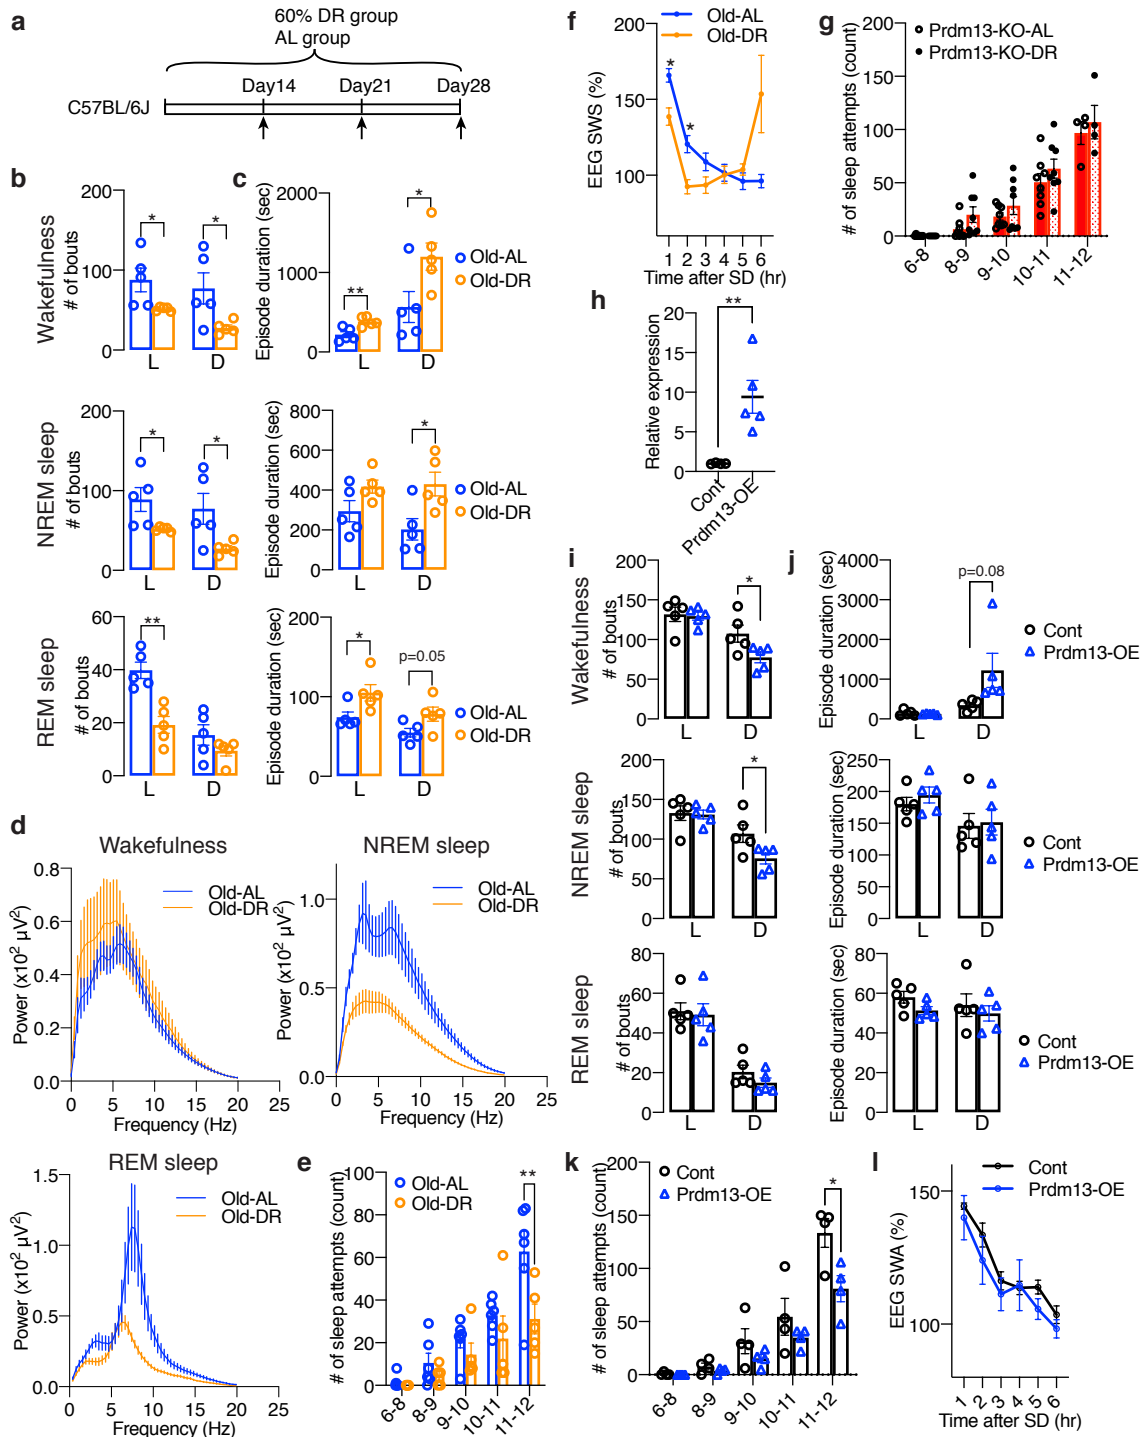 a
60% DR group
AL group
Day14
Day21
Day28
C57BL/6J
b
Wakefulness
# of bouts
200
100
0
L
D
*
*
c
Episode duration (sec)
2000
1000
0
L
D
**
*
Old-AL
Old-DR
NREM sleep
# of bouts
200
100
0
L
D
*
*
Episode duration (sec)
800
600
400
200
0
L
D
*
Old-AL
Old-DR
REM sleep
# of bouts
60
40
20
0
L
D
**
Episode duration (sec)
200
100
0
L
D
*
p=0.05
Old-AL
Old-DR
d
Wakefulness
Old-AL
Old-DR
Power (x10² µV²)
0.8
0.6
0.4
0.2
0.0
0 5 10 15 20 25
Frequency (Hz)
NREM sleep
Old-AL
Old-DR
Power (x10² µV²)
1.0
0.5
0.0
0 5 10 15 20 25
Frequency (Hz)
REM sleep
Old-AL
Old-DR
Power (x10² µV²)
1.5
1.0
0.5
0.0
0 5 10 15 20 25
Frequency (Hz)
e
# of sleep attempts (count)
100
80
60
40
20
0
Old-AL
Old-DR
**
6-8
8-9
9-10
10-11
11-12
f
Old-AL
Old-DR
EEG SWS (%)
200
150
100
*
*
1 2 3 4 5 6
Time after SD (hr)
g
# of sleep attempts (count)
200
150
100
50
0
Prdm13-KO-AL
Prdm13-KO-DR
6-8
8-9
9-10
10-11
11-12
h
Relative expression
20
15
10
5
0
**
Cont
Prdm13-OE
i
Wakefulness
# of bouts
200
150
100
50
0
L
D
*
j
Episode duration (sec)
4000
3000
2000
1000
0
L
D
p=0.08
Cont
Prdm13-OE
NREM sleep
# of bouts
200
150
100
50
0
L
D
*
Episode duration (sec)
250
200
150
100
50
0
L
D
Cont
Prdm13-OE
REM sleep
# of bouts
80
60
40
20
0
L
D
Episode duration (sec)
80
60
40
20
0
L
D
Cont
Prdm13-OE
k
# of sleep attempts (count)
200
150
100
50
0
Cont
Prdm13-OE
*
6-8
8-9
9-10
10-11
11-12
l
EEG SWA (%)
150
100
Cont
Prdm13-OE
1 2 3 4 5 6
Time after SD (hr)